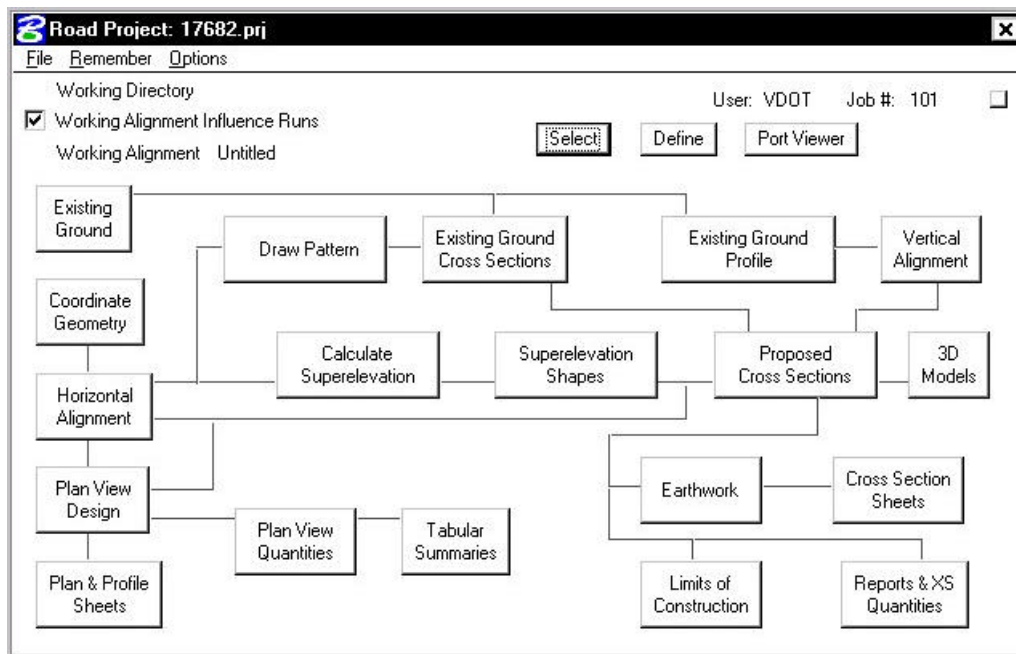 Road Project: 17682.prj
File Remember Options
Working Directory
User: VDOT Job #: 101
Working Alignment Influence Runs
Select Define Port Viewer
Working Alignment Untitled
Existing
Ground
Draw Pattern
Existing Ground
Cross Sections
Existing Ground
Profile
Vertical
Alignment
Coordinate
Geometry
Calculate
Superelevation
Superelevation
Shapes
Proposed
Cross Sections
3D
Models
Horizontal
Alignment
Plan View
Design
Earthwork
Cross Section
Sheets
Plan View
Quantities
Tabular
Summaries
Plan & Profile
Sheets
Limits of
Construction
Reports & XS
Quantities